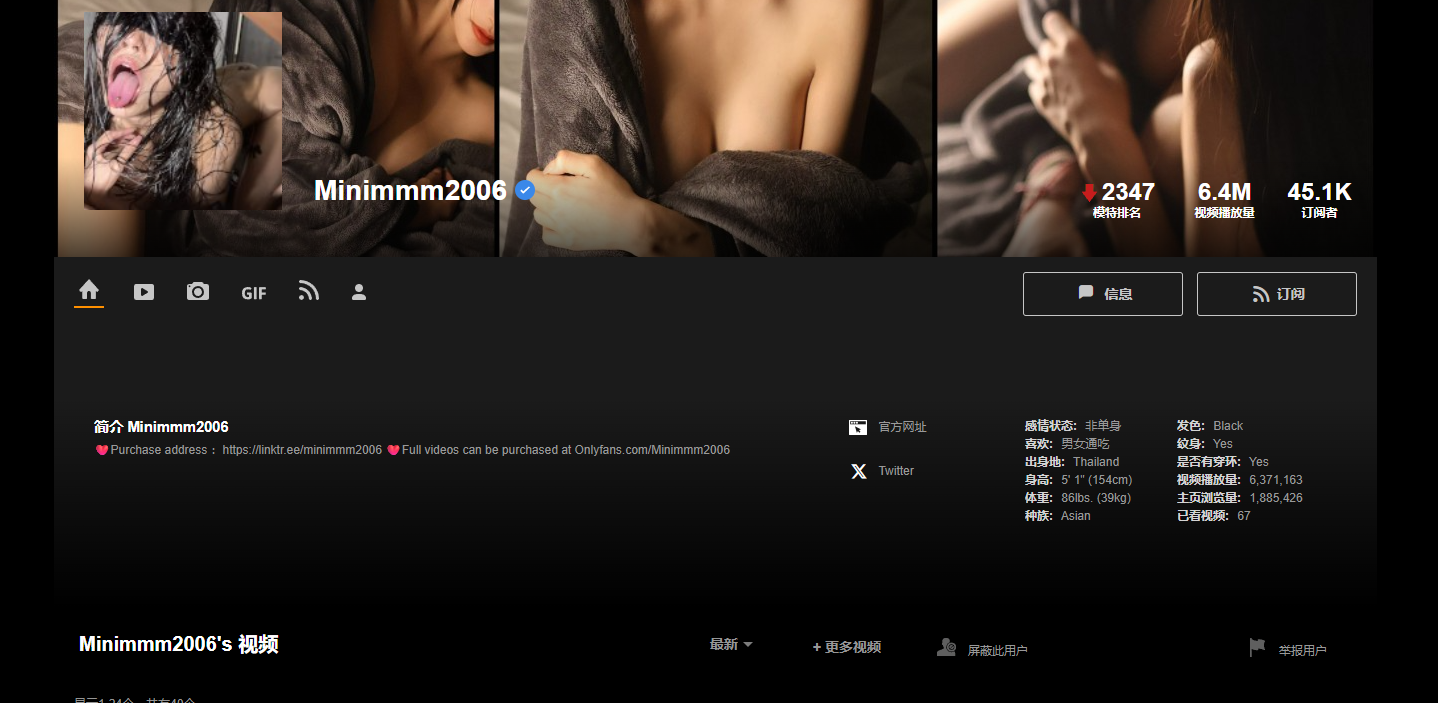 Minimmm2006
2347
模特排名
6.4M
视频播放量
45.1K
订阅者
GIF
信息
订阅
简介 Minimmm2006
Purchase address： https://linktr.ee/minimmm2006 Full videos can be purchased at Onlyfans.com/Minimmm2006
官方网址
Twitter
感情状态: 非单身
喜欢: 男女通吃
出身地: Thailand
身高: 5' 1" (154cm)
体重: 86lbs. (39kg)
种族: Asian
发色: Black
纹身: Yes
是否有穿环: Yes
视频播放量: 6,371,163
主页浏览量: 1,885,426
已看视频: 67
Minimmm2006's 视频
最新
+ 更多视频
屏蔽此用户
举报用户